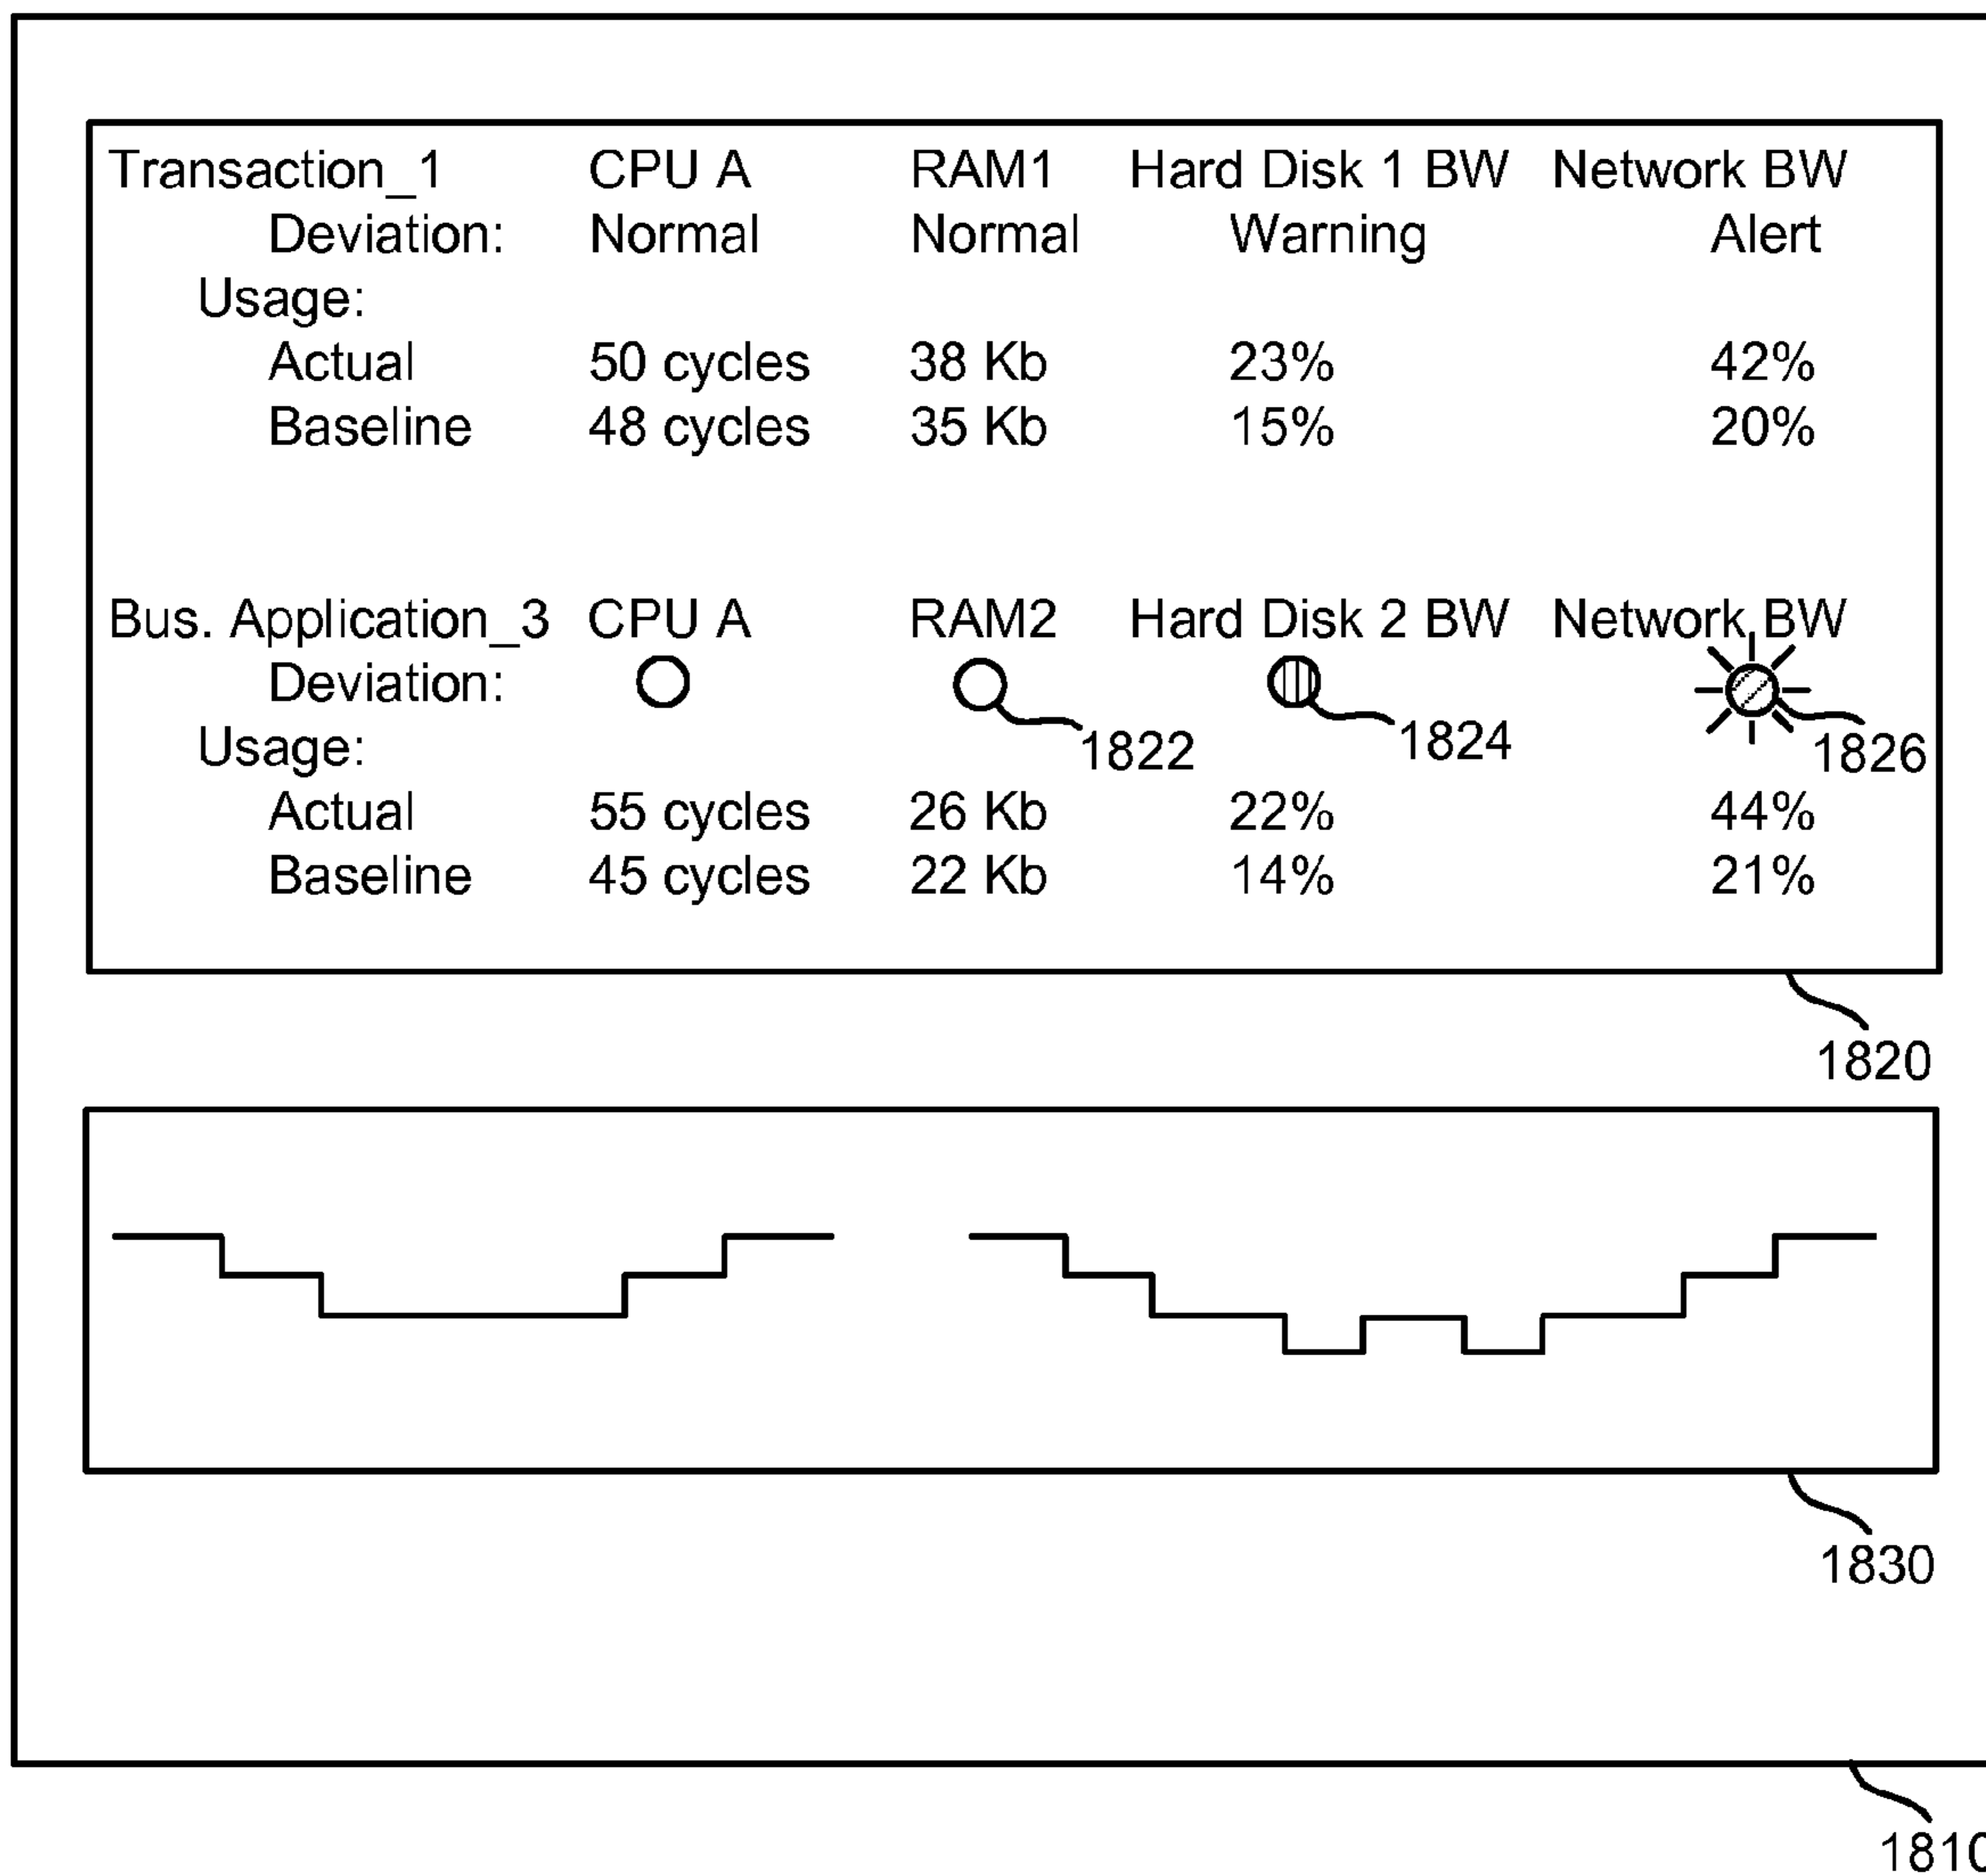 Transaction_1 CPU A RAM1 Hard Disk 1 BW Network BW
Deviation: Normal Normal Warning Alert
Usage:
Actual 50 cycles 38 Kb 23% 42%
Baseline 48 cycles 35 Kb 15% 20%
Bus. Application_3 CPU A RAM2 Hard Disk 2 BW Network BW
Deviation:
1822 1824 1826
Usage:
Actual 55 cycles 26 Kb 22% 44%
Baseline 45 cycles 22 Kb 14% 21%
1820
1830
1810